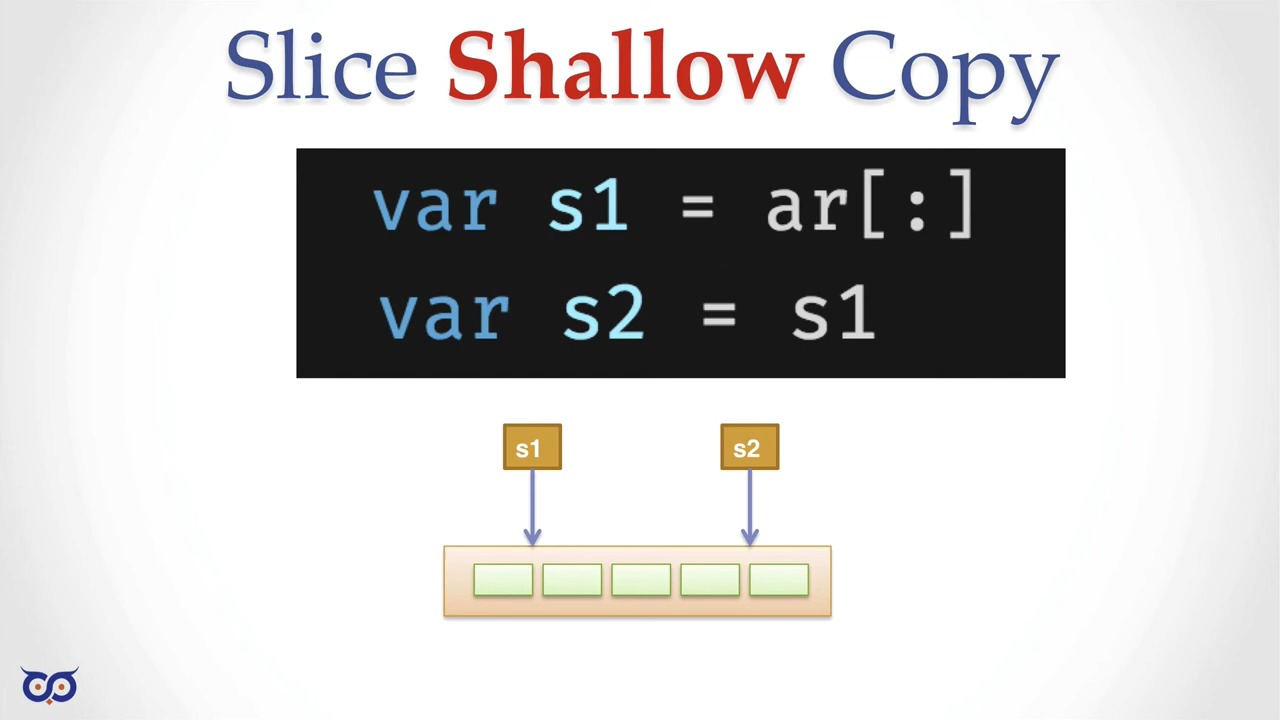 Slice Shallow Copy
var s1 = ar[:]
var s2 = s1
s1 s2